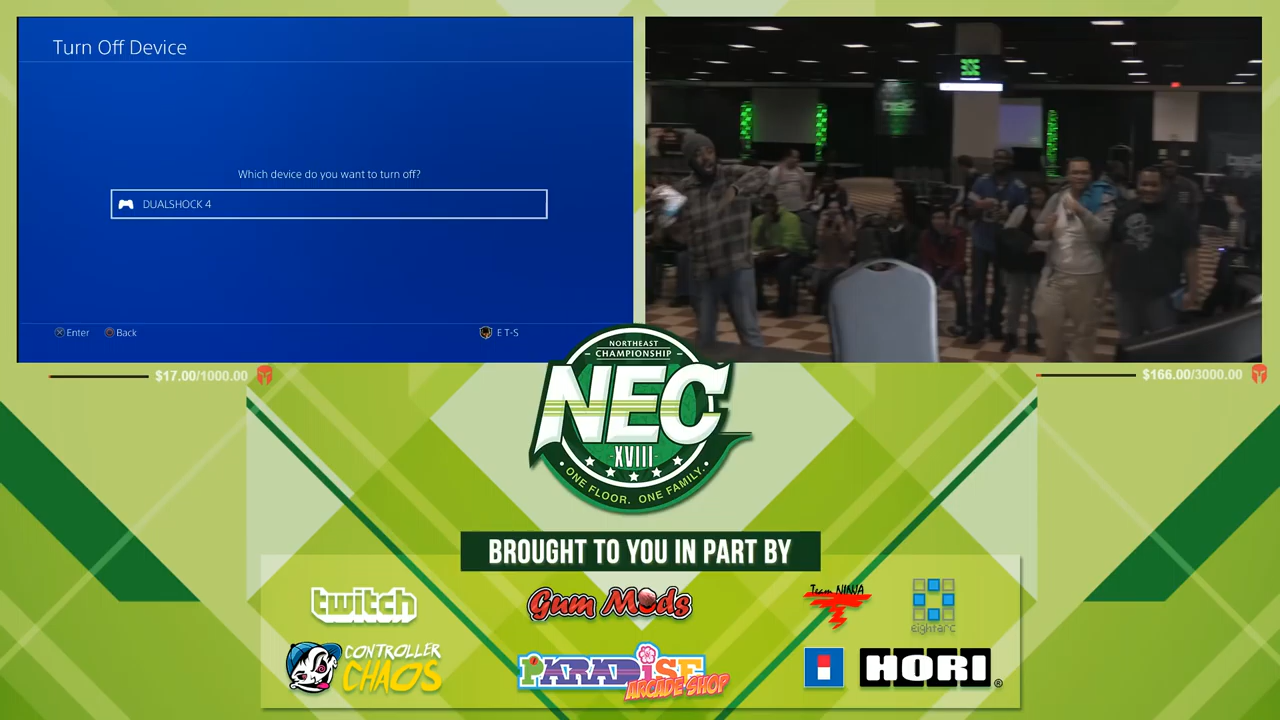 Turn Off Device
Which device do you want to turn off?
DUALSHOCK 4
Enter
Back
E T-S
$17.00/1000.00
$166.00/3000.00
NORTHEAST
CHAMPIONSHIP
NEC
XVIII
ONE FLOOR. ONE FAMILY.
BROUGHT TO YOU IN PART BY
twitch
Gum Mods
Team NINJA
eightarc
CONTROLLER
CHAOS
PARADISE
ARCADE SHOP
HORI®